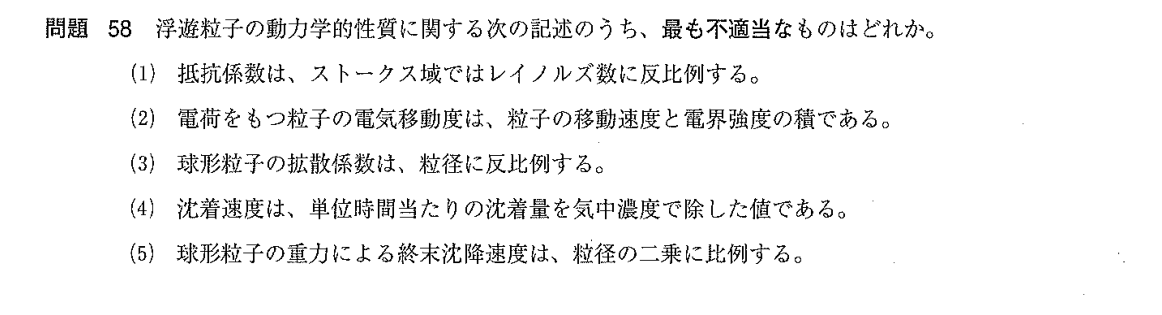 問題 58 浮遊粒子の動力学的性質に関する次の記述のうち、最も不適当なものはどれか。
(1) 抵抗係数は、ストークス域ではレイノルズ数に反比例する。
(2) 電荷をもつ粒子の電気移動度は、粒子の移動速度と電界強度の積である。
(3) 球形粒子の拡散係数は、粒径に反比例する。
(4) 沈着速度は、単位時間当たりの沈着量を気中濃度で除した値である。
(5) 球形粒子の重力による終末沈降速度は、粒径の二乗に比例する。